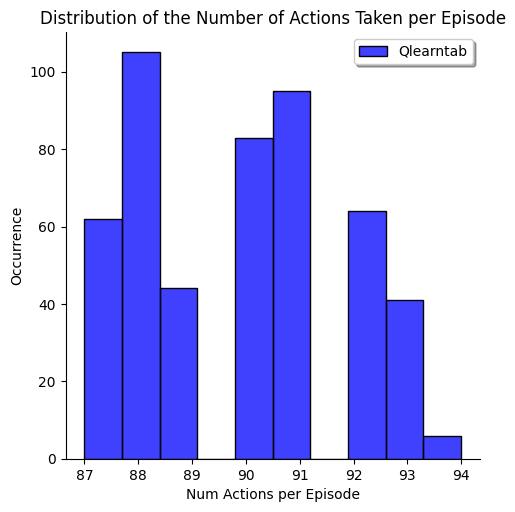 Distribution of the Number of Actions Taken per Episode
Qlearntab
100
80
60
40
20
0
Occurrence
87 88 89 90 91 92 93 94
Num Actions per Episode